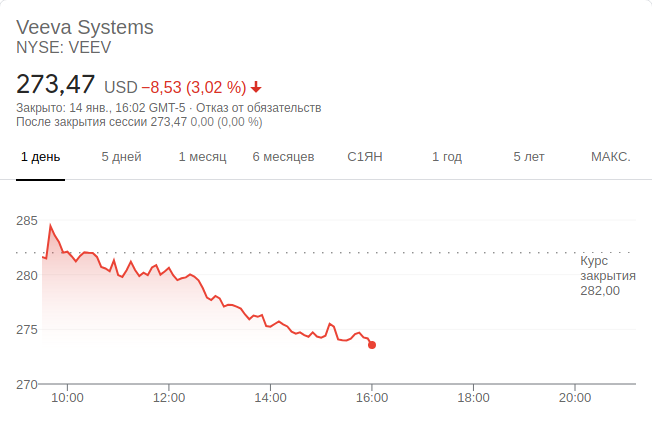 Veeva Systems
NYSE: VEEV
273,47 USD −8,53 (3,02 %)
Закрыто: 14 янв., 16:02 GMT-5 · Отказ от обязательств
После закрытия сессии 273,47 0,00 (0,00 %)
1 день 5 дней 1 месяц 6 месяцев С1ЯН 1 год 5 лет МАКС.
285
280
275
270
Курс
закрытия
282,00
10:00 12:00 14:00 16:00 18:00 20:00